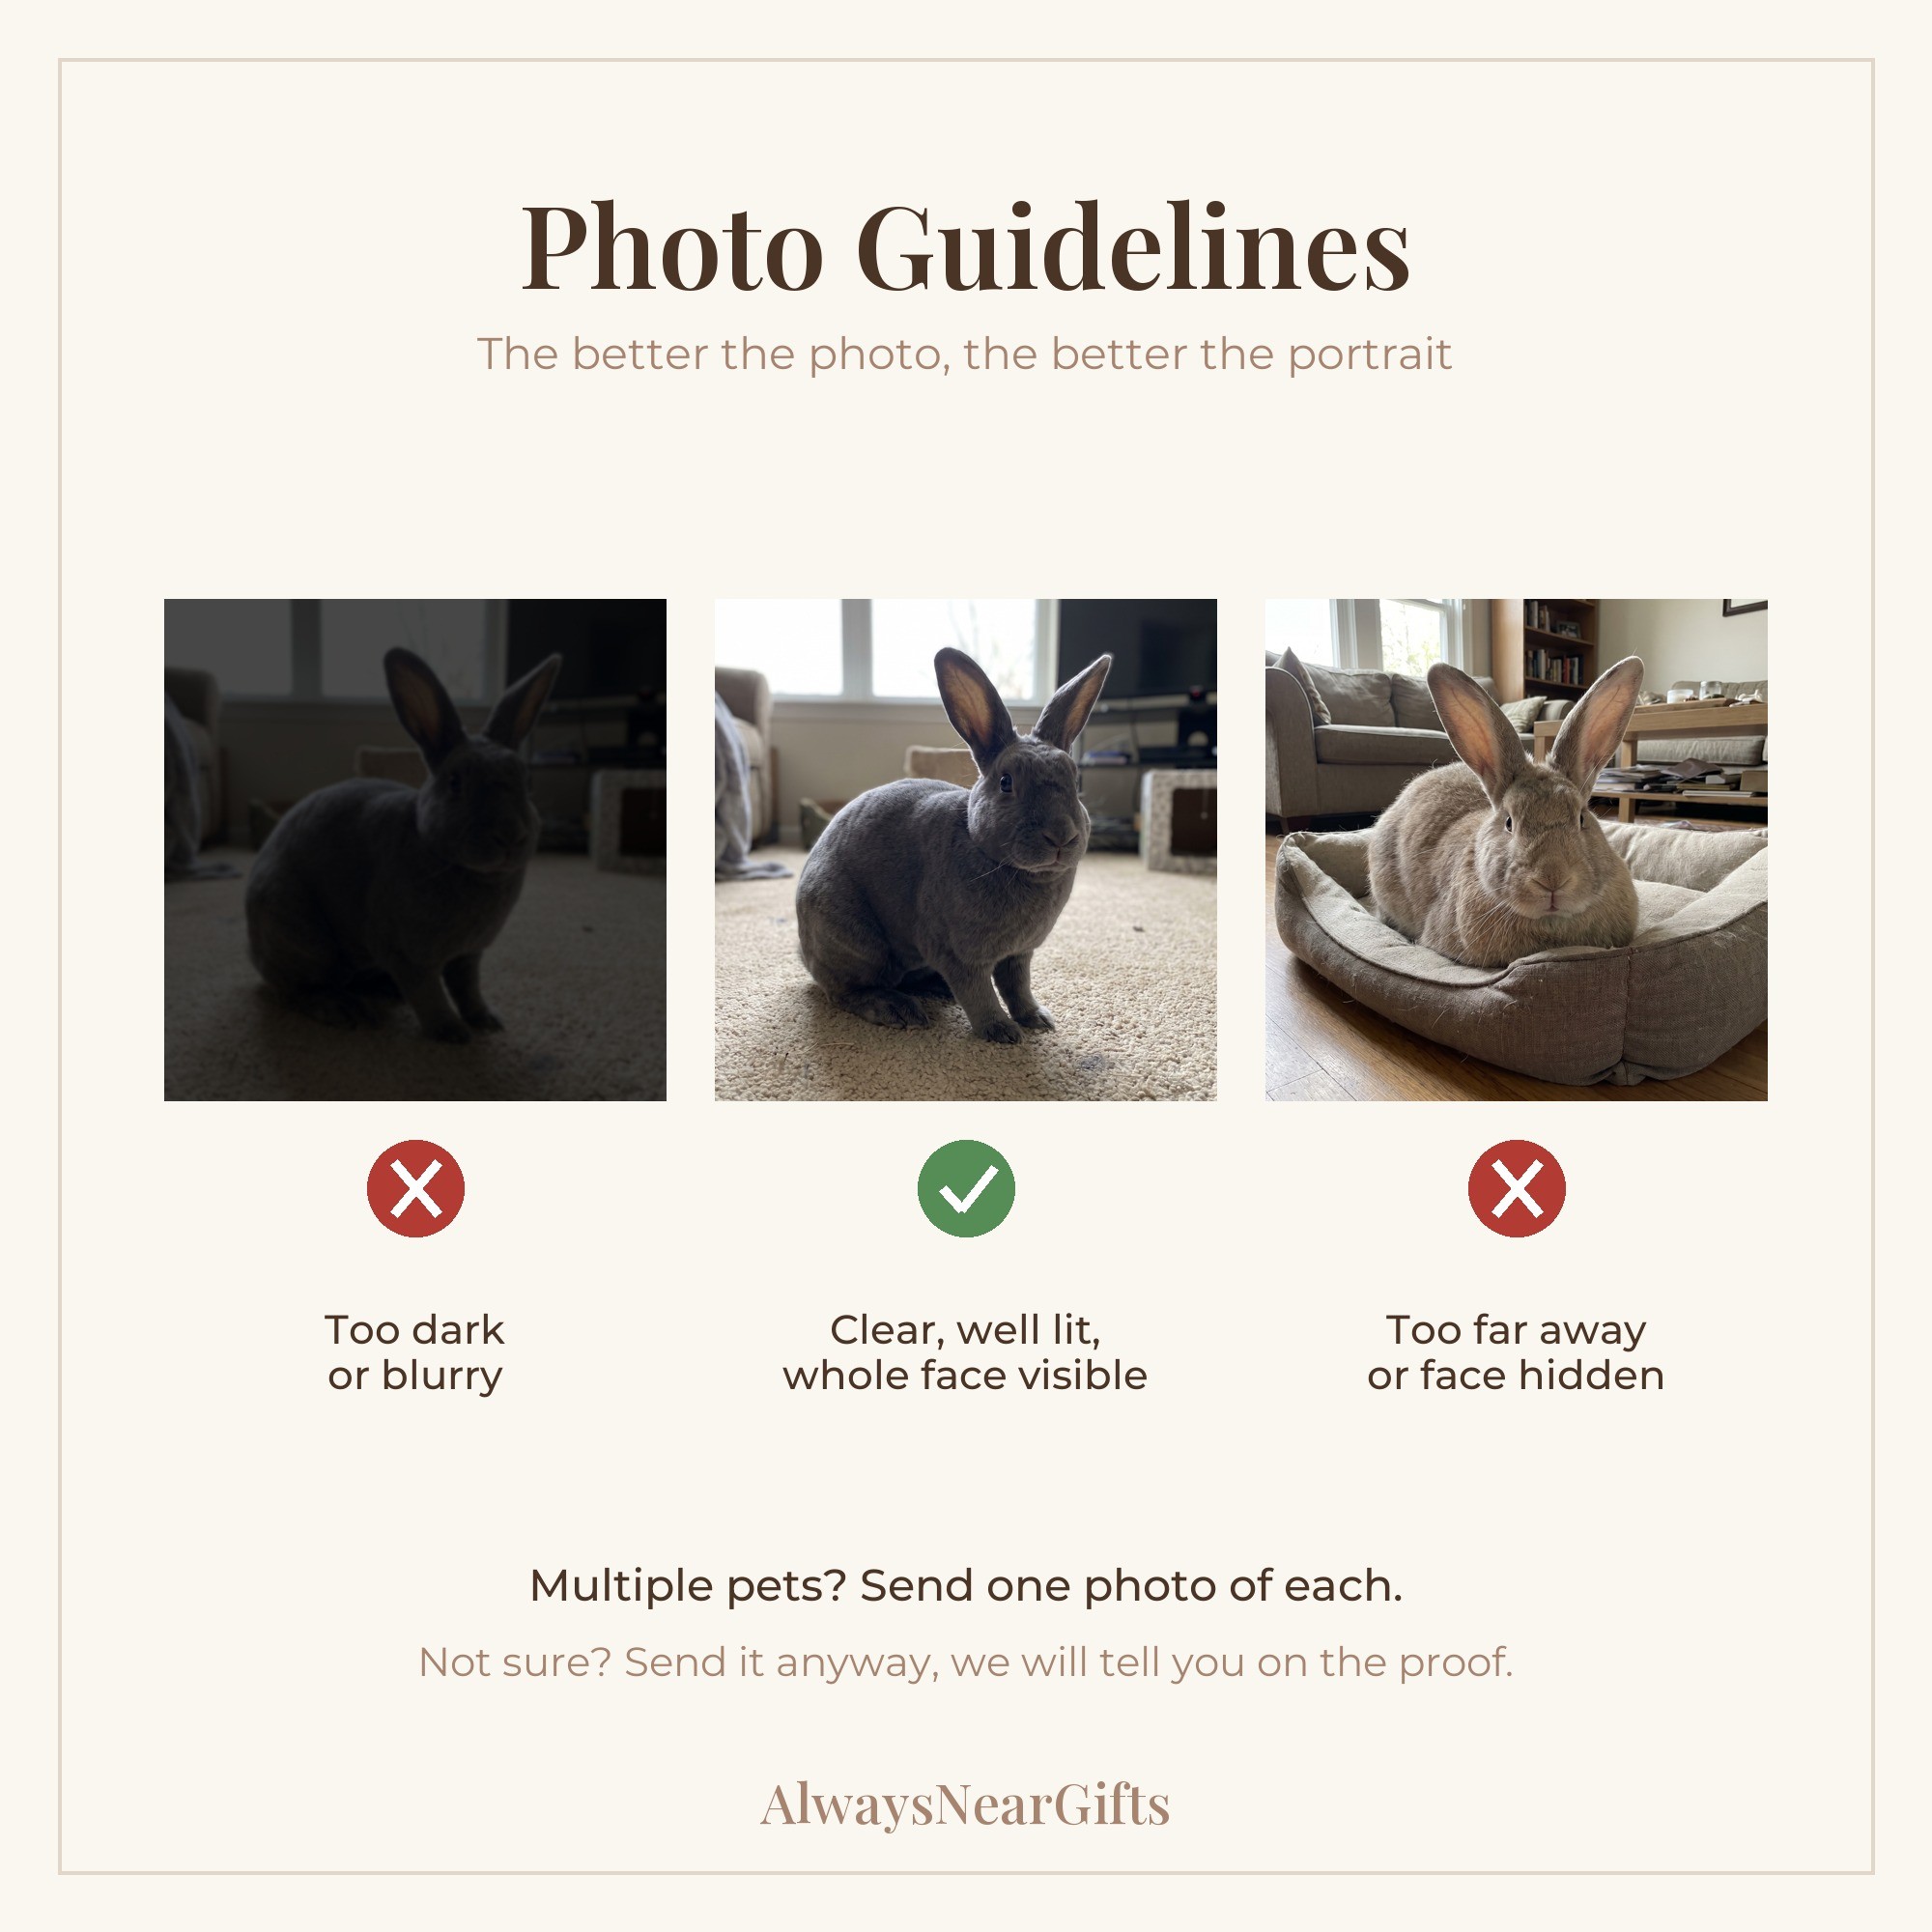 Photo Guidelines
The better the photo, the better the portrait
Too dark
or blurry
Clear, well lit,
whole face visible
Too far away
or face hidden
Multiple pets? Send one photo of each.
Not sure? Send it anyway, we will tell you on the proof.
AlwaysNearGifts